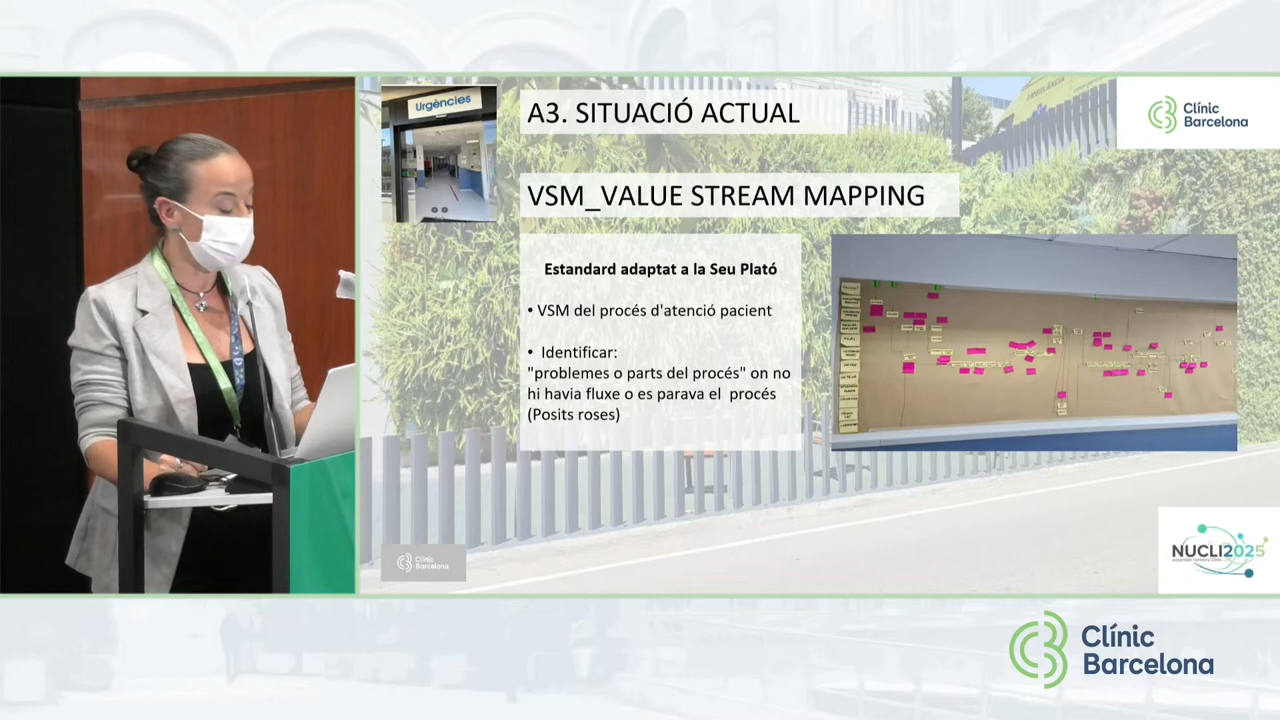 Urgències
A3. SITUACIÓ ACTUAL
AMBULÀNCIA
Clínic
Barcelona
VSM_VALUE STREAM MAPPING
Estandard adaptat a la Seu Plató
• VSM del procés d'atenció pacient
• Identificar:
"problemes o parts del procés" on no
hi havia fluxe o es parava el procés
(Posits roses)
Clínic
Barcelona
NUCLI2025
Clínic
Barcelona